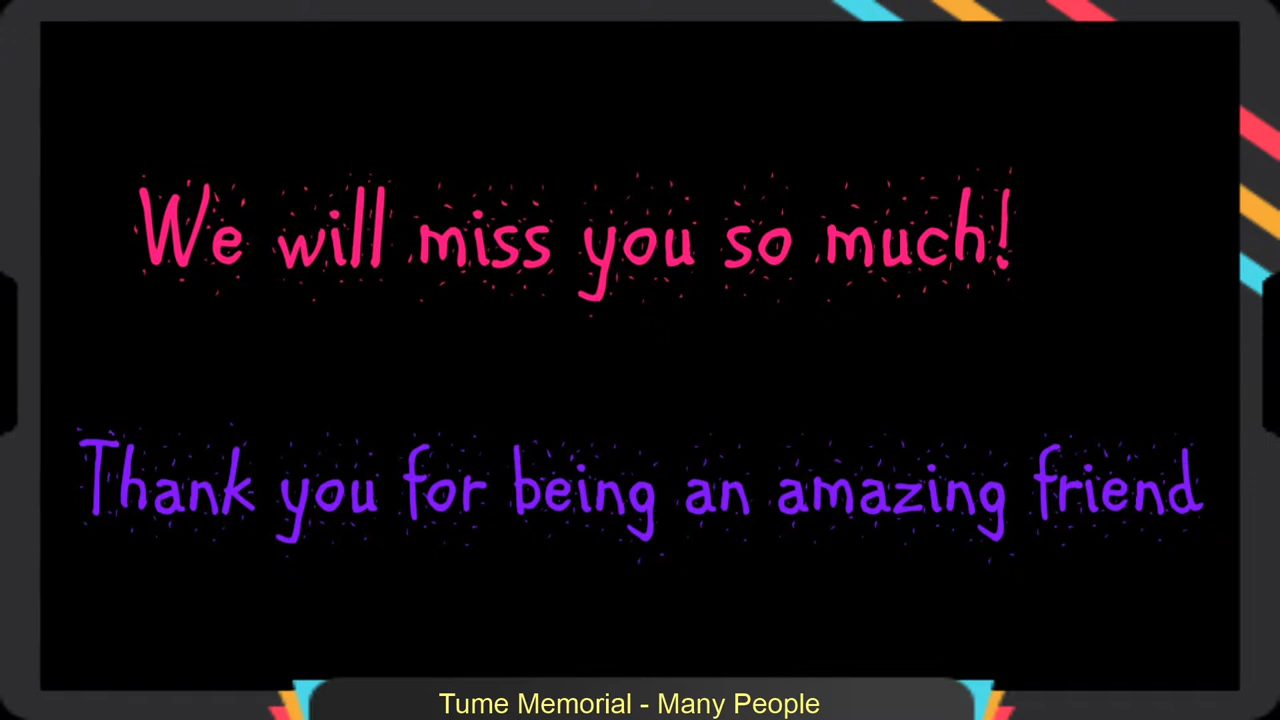 We will miss you so much!
Thank you for being an amazing friend
Tume Memorial - Many People